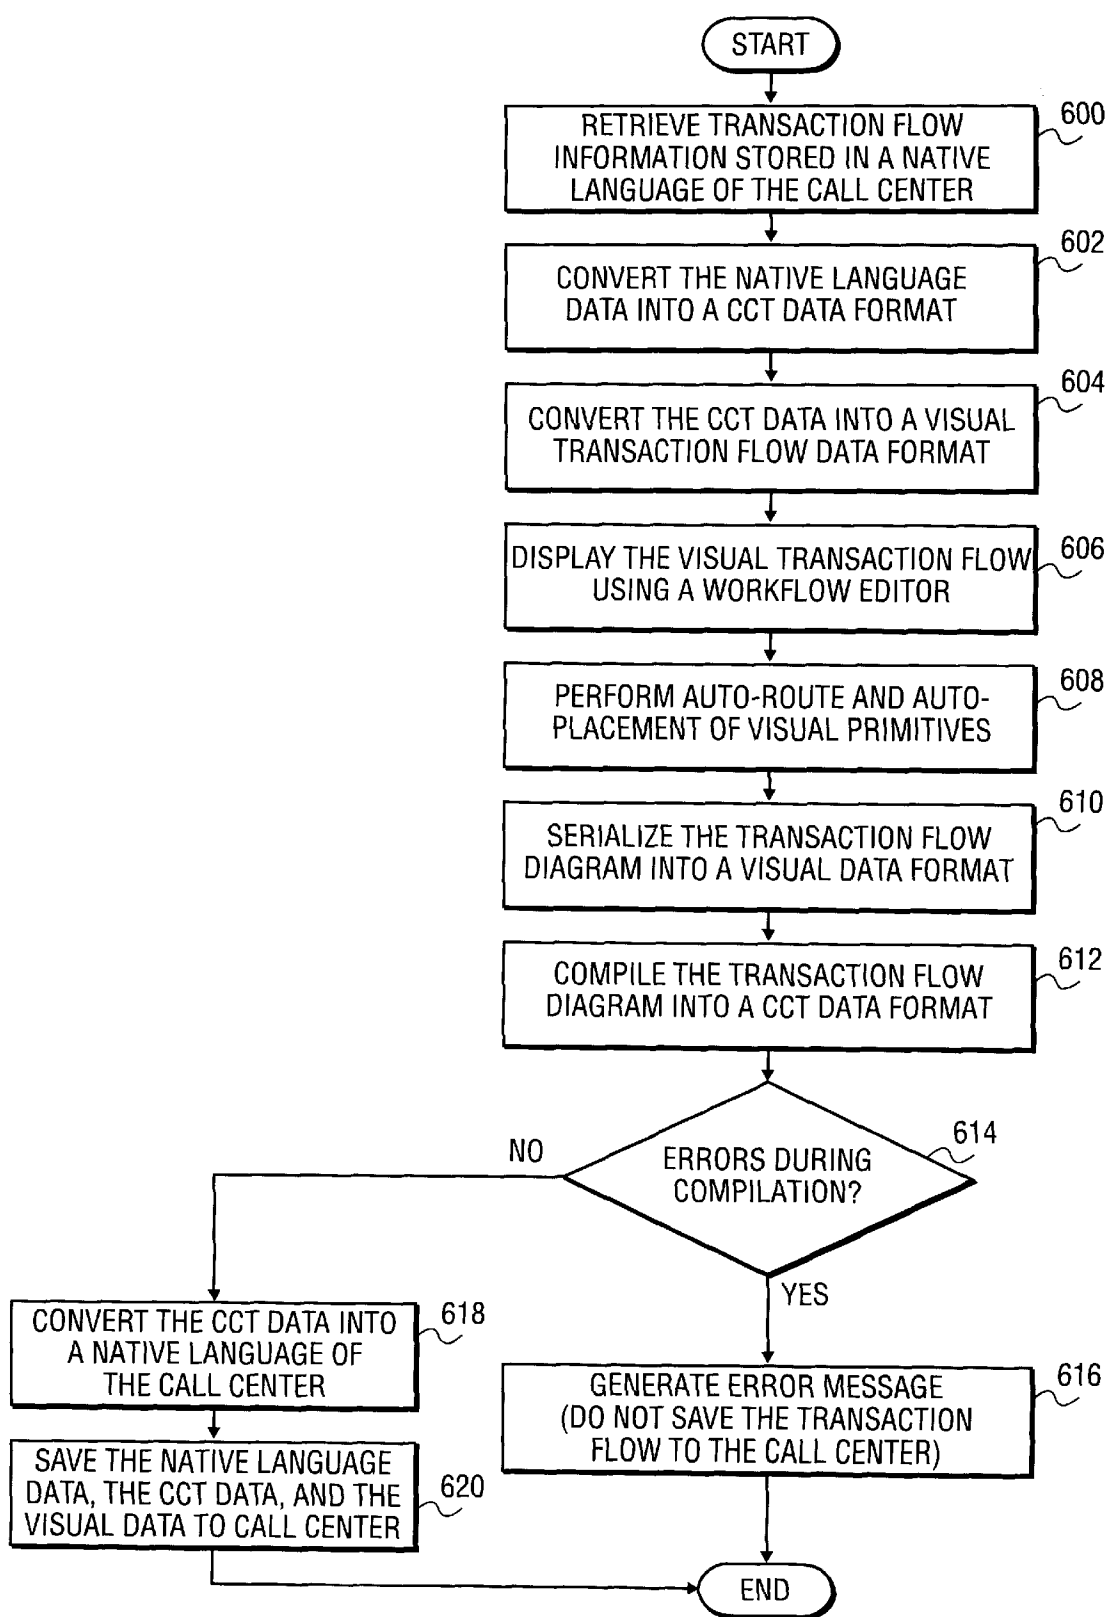 START
600
RETRIEVE TRANSACTION FLOW
INFORMATION STORED IN A NATIVE
LANGUAGE OF THE CALL CENTER
602
CONVERT THE NATIVE LANGUAGE
DATA INTO A CCT DATA FORMAT
604
CONVERT THE CCT DATA INTO A VISUAL
TRANSACTION FLOW DATA FORMAT
606
DISPLAY THE VISUAL TRANSACTION FLOW
USING A WORKFLOW EDITOR
608
PERFORM AUTO-ROUTE AND AUTO-
PLACEMENT OF VISUAL PRIMITIVES
610
SERIALIZE THE TRANSACTION FLOW
DIAGRAM INTO A VISUAL DATA FORMAT
612
COMPILE THE TRANSACTION FLOW
DIAGRAM INTO A CCT DATA FORMAT
614
ERRORS DURING
COMPILATION?
NO
YES
618
CONVERT THE CCT DATA INTO
A NATIVE LANGUAGE OF
THE CALL CENTER
616
GENERATE ERROR MESSAGE
(DO NOT SAVE THE TRANSACTION
FLOW TO THE CALL CENTER)
620
SAVE THE NATIVE LANGUAGE
DATA, THE CCT DATA, AND THE
VISUAL DATA TO CALL CENTER
END